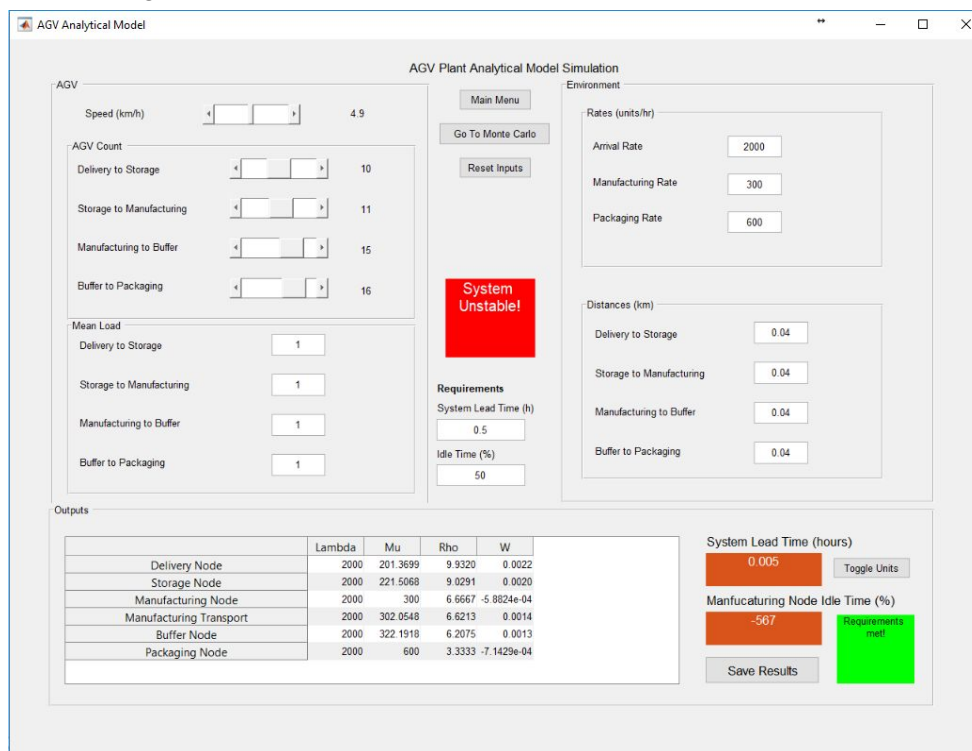 AGV Analytical Model
AGV Plant Analytical Model Simulation
AGV
Speed (km/h)
4.9
AGV Count
Delivery to Storage
10
Storage to Manufacturing
11
Manufacturing to Buffer
15
Buffer to Packaging
16
Mean Load
Delivery to Storage
1
Storage to Manufacturing
1
Manufacturing to Buffer
1
Buffer to Packaging
1
Main Menu
Go To Monte Carlo
Reset Inputs
System
Unstable!
Requirements
System Lead Time (h)
0.5
Idle Time (%)
50
Environment
Rates (units/hr)
Arrival Rate
2000
Manufacturing Rate
300
Packaging Rate
600
Distances (km)
Delivery to Storage
0.04
Storage to Manufacturing
0.04
Manufacturing to Buffer
0.04
Buffer to Packaging
0.04
Outputs
Lambda Mu Rho W
Delivery Node 2000 201.3699 9.9320 0.0022
Storage Node 2000 221.5068 9.0291 0.0020
Manufacturing Node 2000 300 6.6667 -5.8824e-04
Manufacturing Transport 2000 302.0548 6.6213 0.0014
Buffer Node 2000 322.1918 6.2075 0.0013
Packaging Node 2000 600 3.3333 -7.1429e-04
System Lead Time (hours)
0.005
Toggle Units
Manfucaturing Node Idle Time (%)
-567
Requirements
met!
Save Results